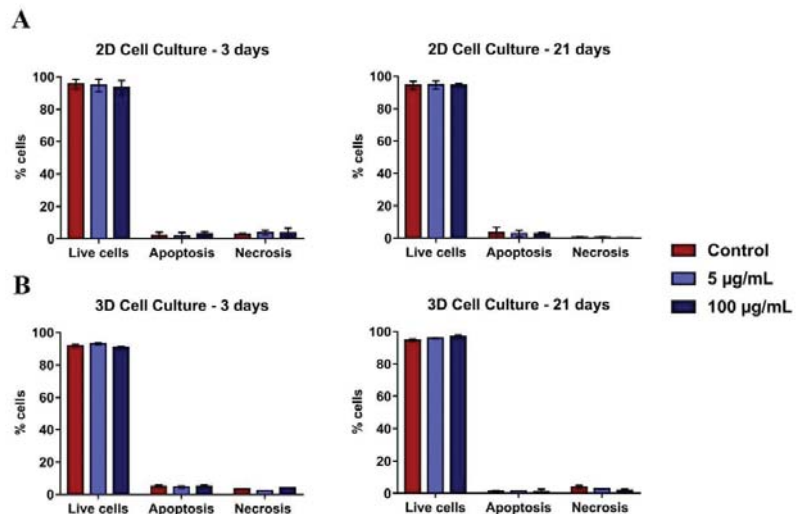 A
2D Cell Culture - 3 days
% cells
100
80
60
40
20
0
Live cells Apoptosis Necrosis
2D Cell Culture - 21 days
% cells
100
80
60
40
20
0
Live cells Apoptosis Necrosis
Control
5 µg/mL
100 µg/mL
B
3D Cell Culture - 3 days
% cells
100
80
60
40
20
0
Live cells Apoptosis Necrosis
3D Cell Culture - 21 days
% cells
100
80
60
40
20
0
Live cells Apoptosis Necrosis